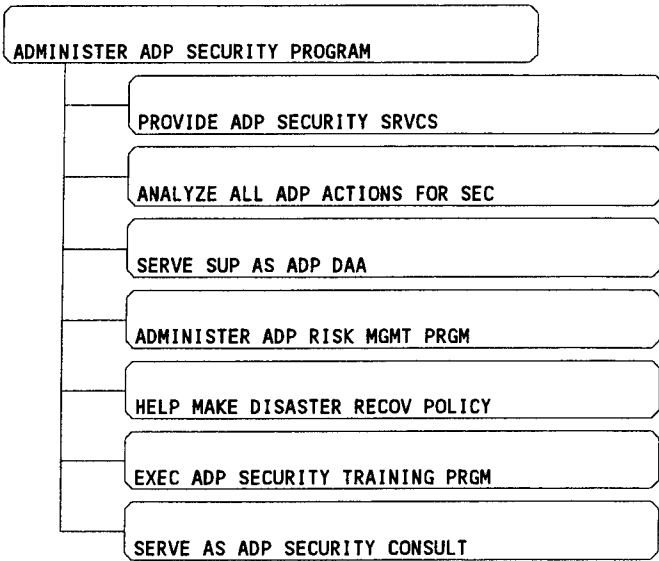 ADMINISTER ADP SECURITY PROGRAM
PROVIDE ADP SECURITY SRVCS
ANALYZE ALL ADP ACTIONS FOR SEC
SERVE SUP AS ADP DAA
ADMINISTER ADP RISK MGMT PRGM
HELP MAKE DISASTER RECOV POLICY
EXEC ADP SECURITY TRAINING PRGM
SERVE AS ADP SECURITY CONSULT